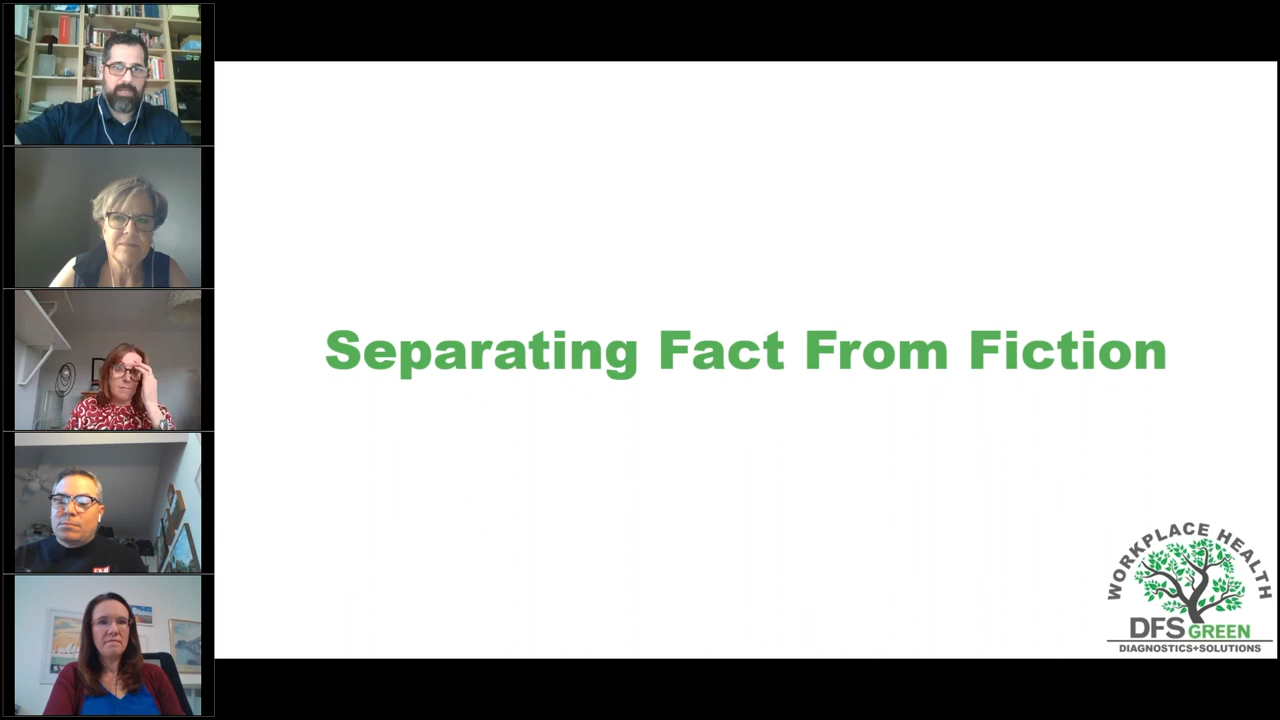 Separating Fact From Fiction
WORKPLACE HEALTH
DFS GREEN
DIAGNOSTICS+SOLUTIONS